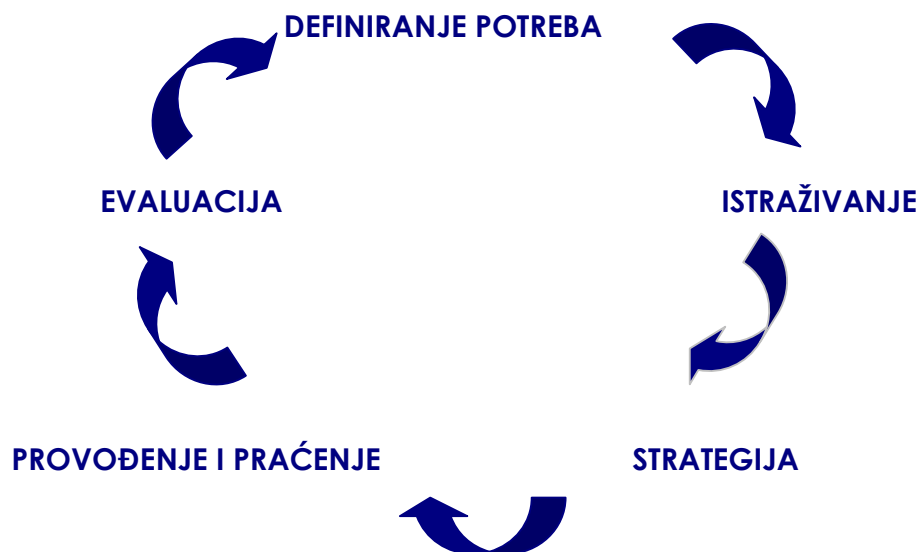 DEFINIRANJE POTREBA
EVALUACIJA
ISTRAŽIVANJE
PROVOĐENJE I PRAĆENJE
STRATEGIJA